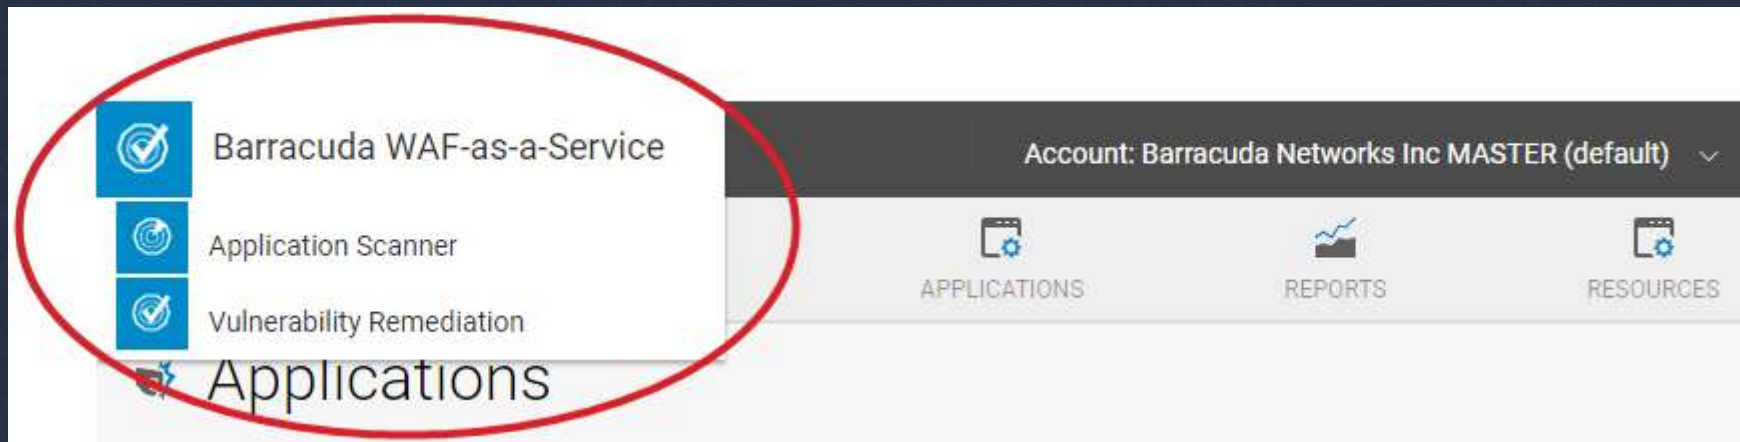 Barracuda WAF-as-a-Service
Account: Barracuda Networks Inc MASTER (default)
Application Scanner
Vulnerability Remediation
APPLICATIONS
REPORTS
RESOURCES
Applications